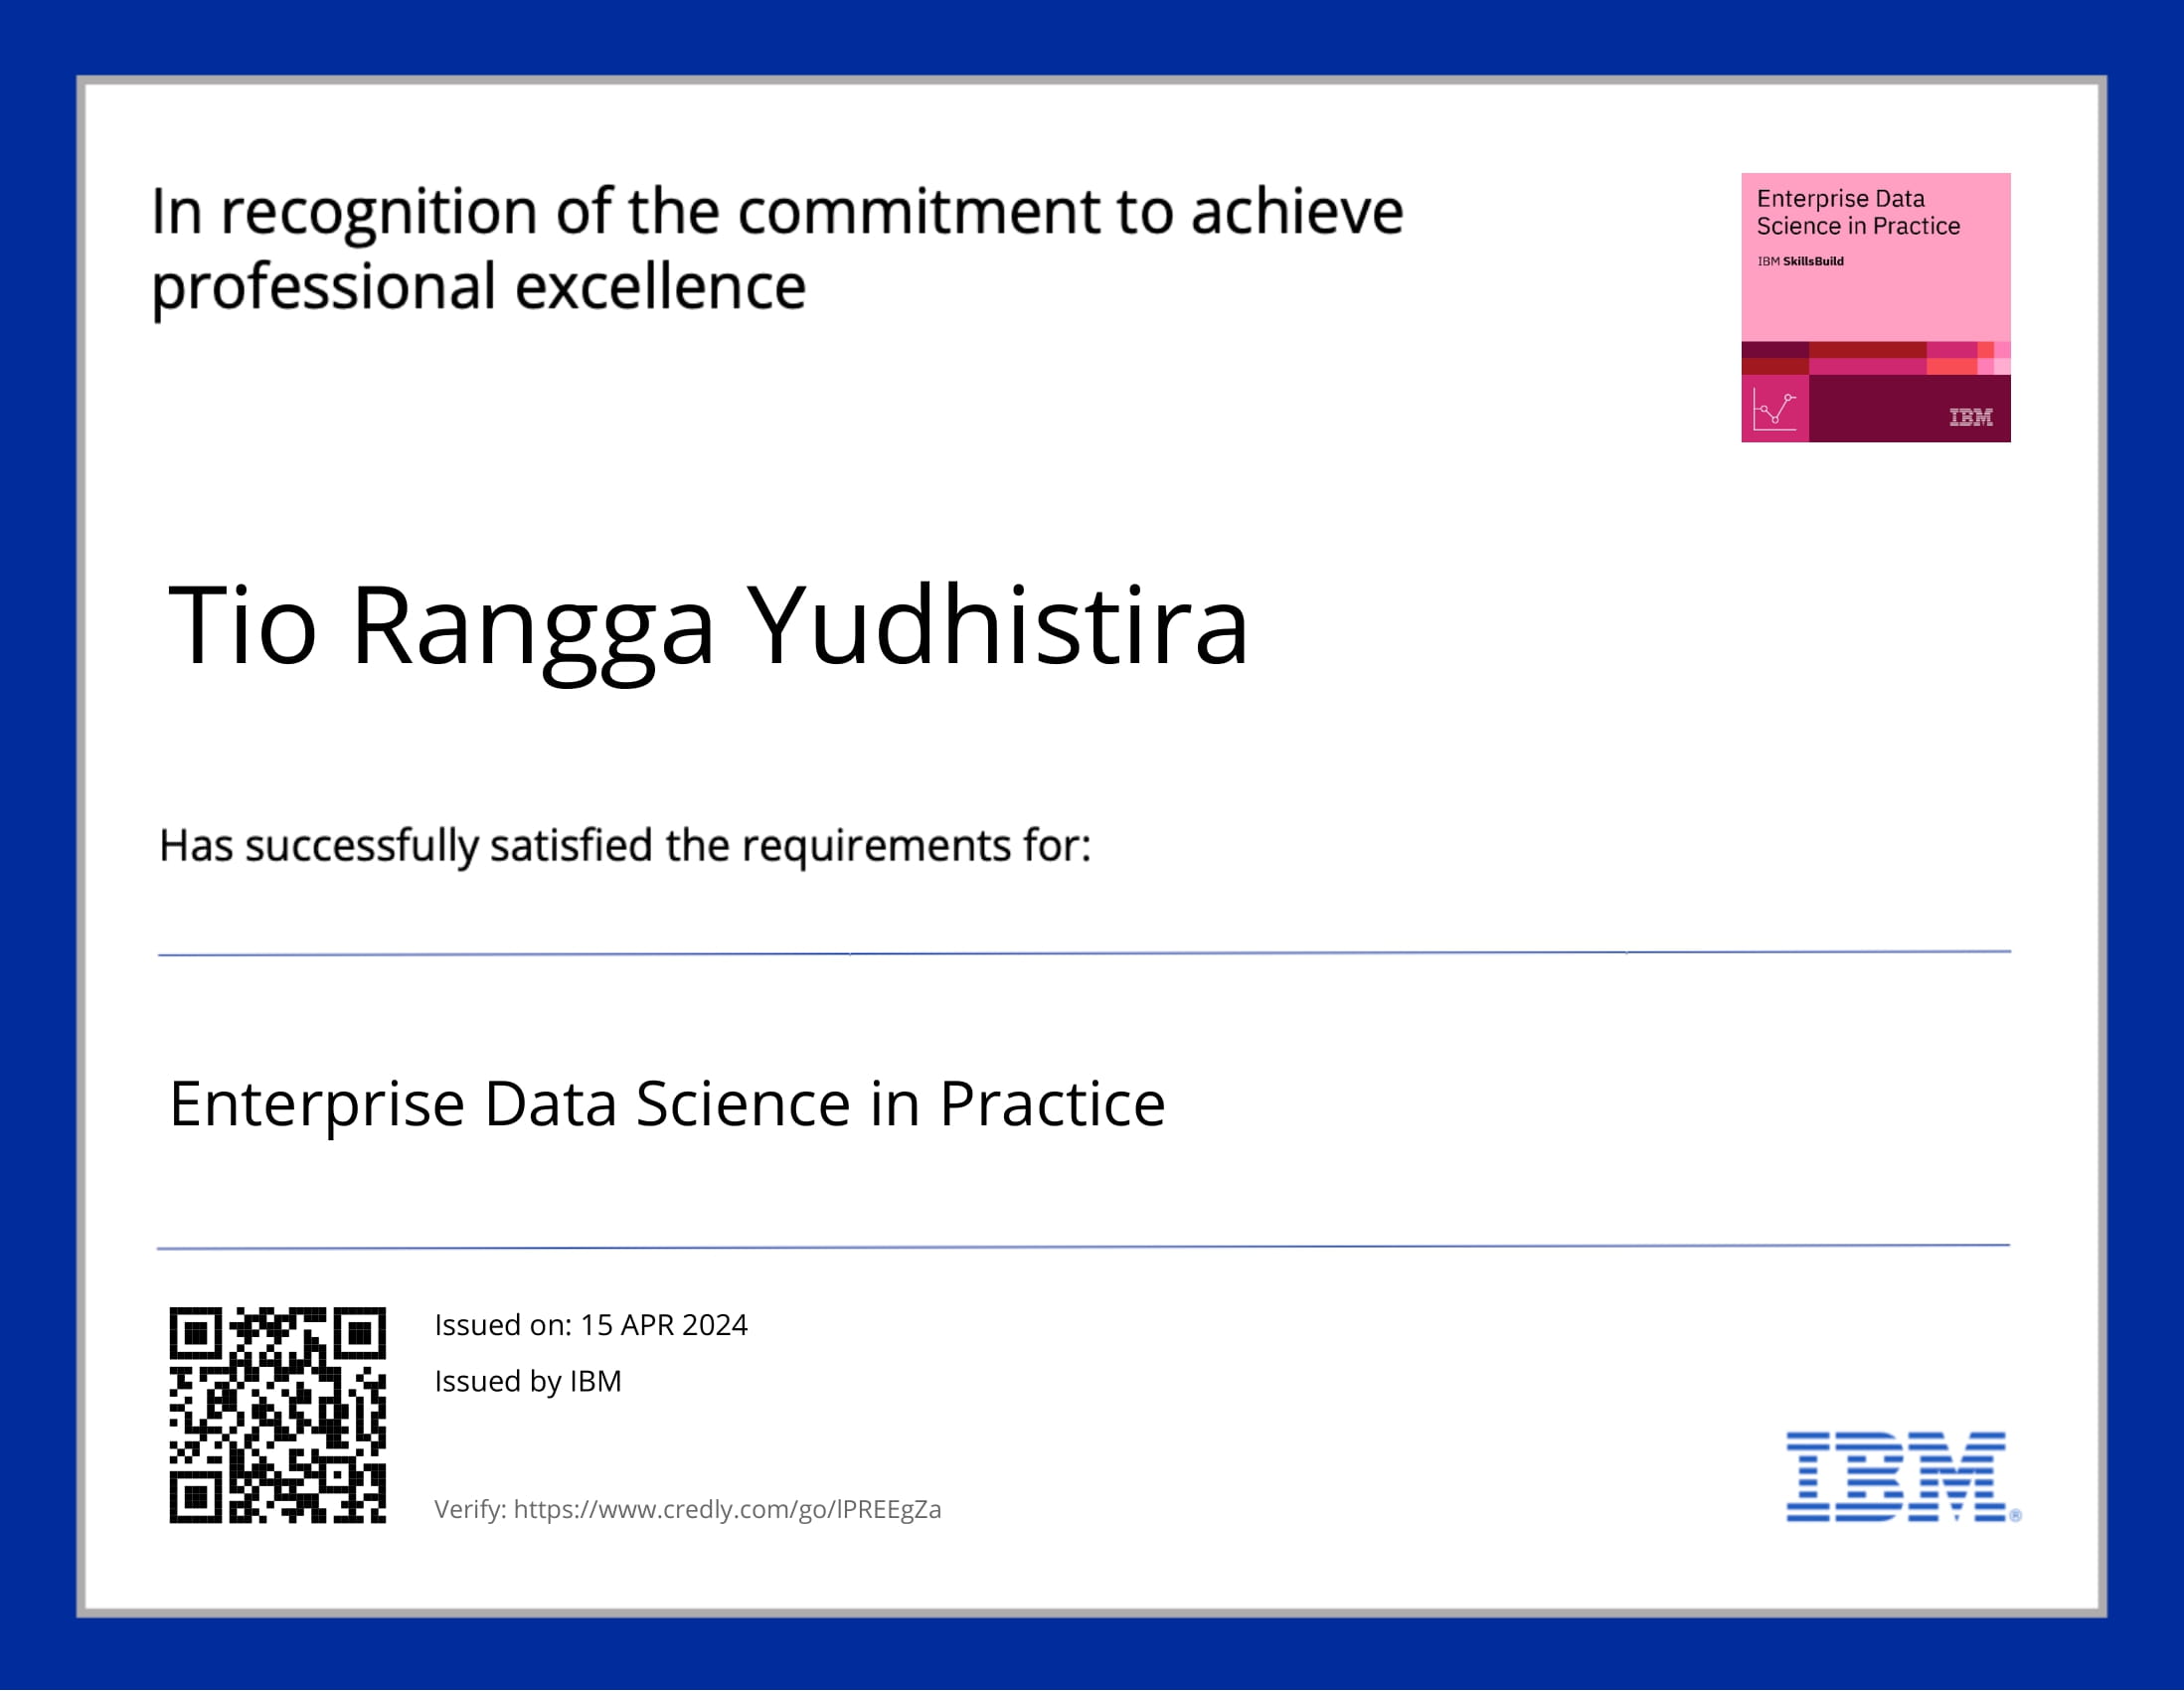 In recognition of the commitment to achieve
professional excellence
Enterprise Data
Science in Practice
IBM SkillsBuild
IBM
Tio Rangga Yudhistira
Has successfully satisfied the requirements for:
Enterprise Data Science in Practice
Issued on: 15 APR 2024
Issued by IBM
Verify: https://www.credly.com/go/lPREEgZa
IBM®